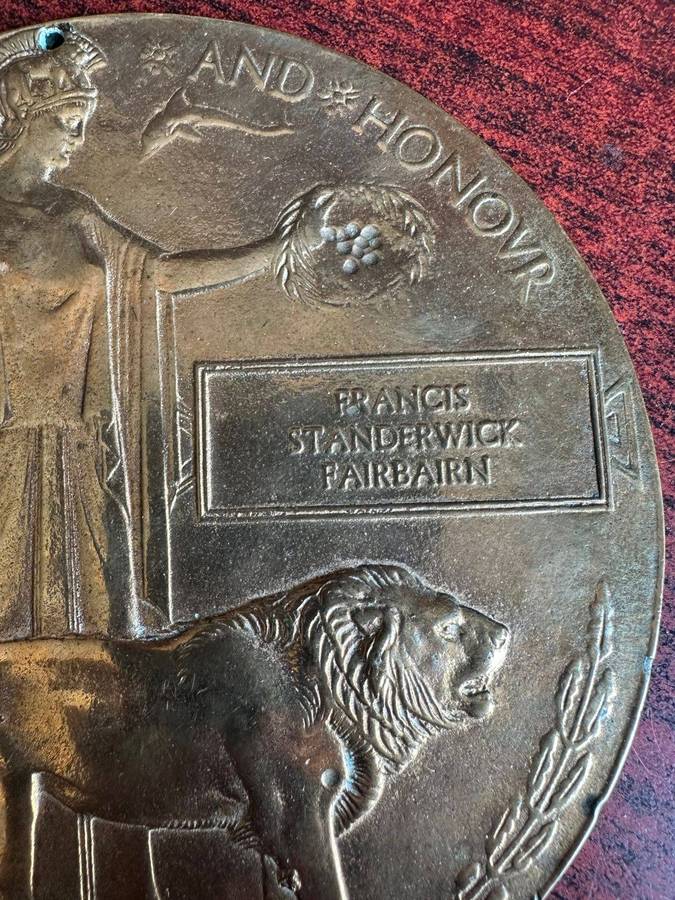 AND HONOVR
FRANCIS
STANDERWICK
FAIRBAIRN